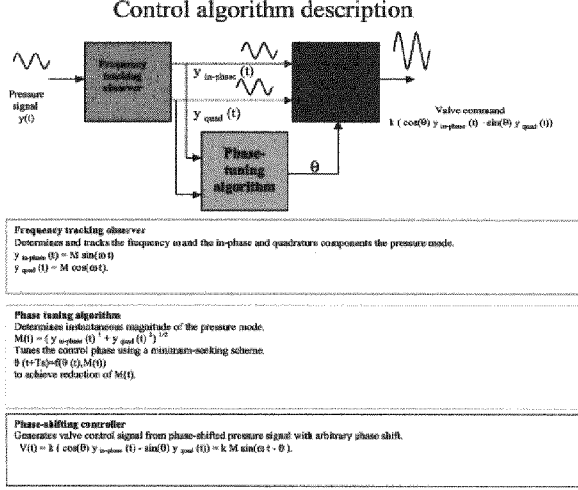 Control algorithm description
Frequency
tracking
observer
y in-phase (t)
y quad (t)
Pressure
signal
y(t)
Valve command
k ( cos(θ) y in-phase (t) - sin(θ) y quad (t))
Phase-
tuning
algorithm
θ
Frequency tracking observer
Determines and tracks the frequency ω and the in-phase and quadrature components the pressure mode.
y in-phase (t) = M sin(ω t)
y quad (t) = M cos(ω t).
Phase tuning algorithm
Determines instantaneous magnitude of the pressure mode.
M(t) = ( y in-phase (t) ² + y quad (t) ²) ¹/²
Tunes the control phase using a minimum-seeking scheme.
θ (t+Ts)=f(θ (t),M(t))
to achieve reduction of M(t).
Phase-shifting controller
Generates valve control signal from phase-shifted pressure signal with arbitrary phase shift.
V(t) = k ( cos(θ) y in-phase (t) - sin(θ) y quad (t)) = k M sin(ω t - θ ).